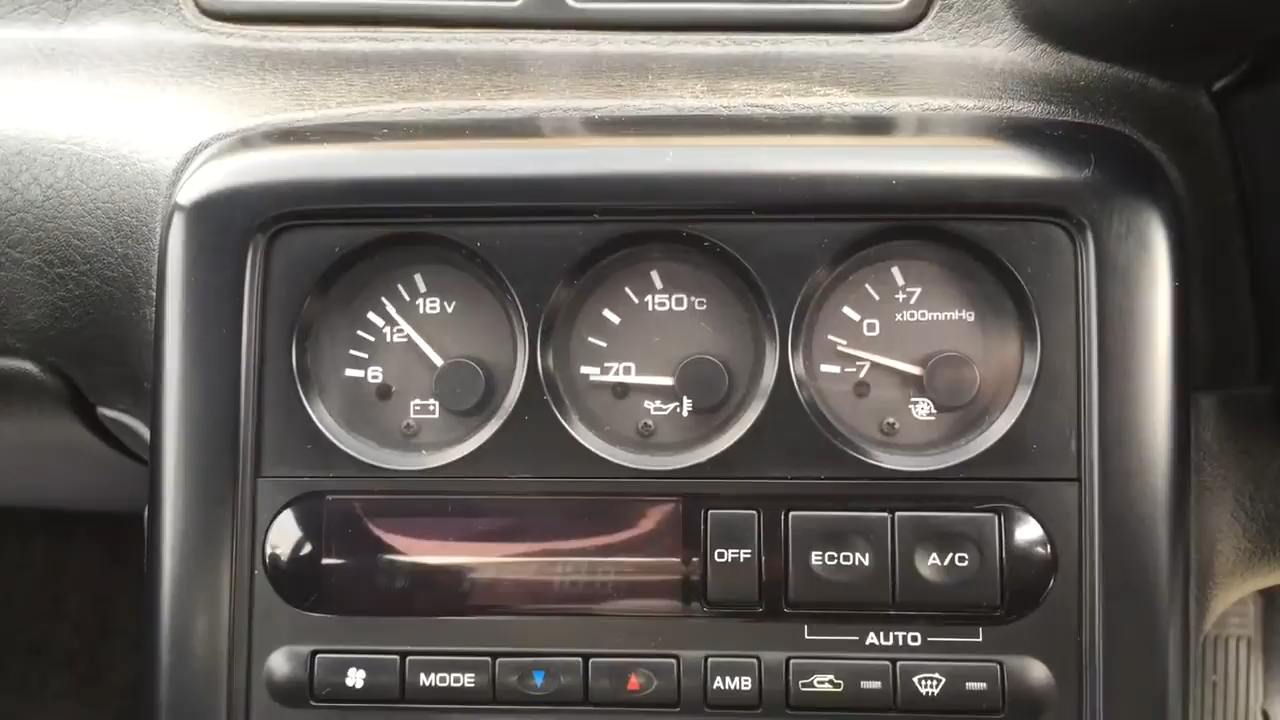 18V
12
6
150°C
70
+7
x100mmHg
0
-7
OFF
ECON
A/C
AUTO
MODE
AMB